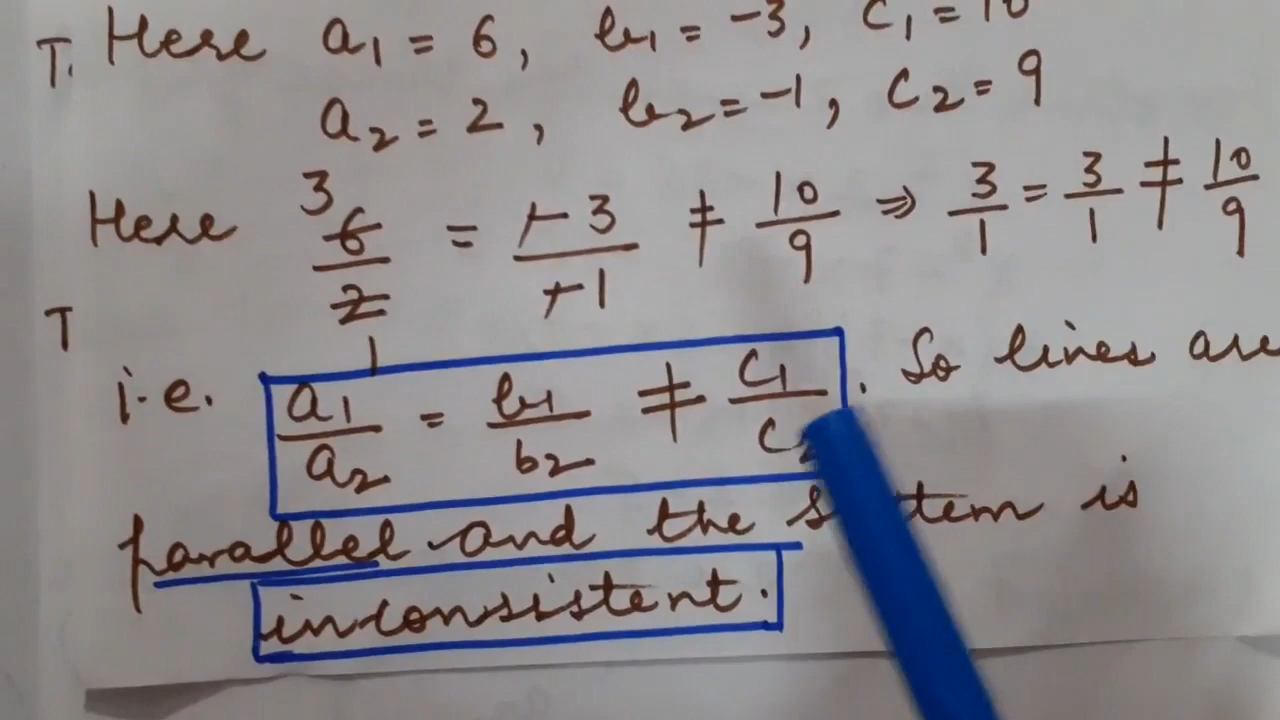 T. Here a₁ = 6, b₁ = -3, C₁ = 10
a₂ = 2, b₂ = -1, C₂ = 9
Here 3 6/2 1 = -3/-1 ≠ 10/9 ⇒ 3/1 = 3/1 ≠ 10/9
T
i.e. a₁/a₂ = b₁/b₂ ≠ C₁/C₂. So lines are
parallel and the system is
inconsistent.